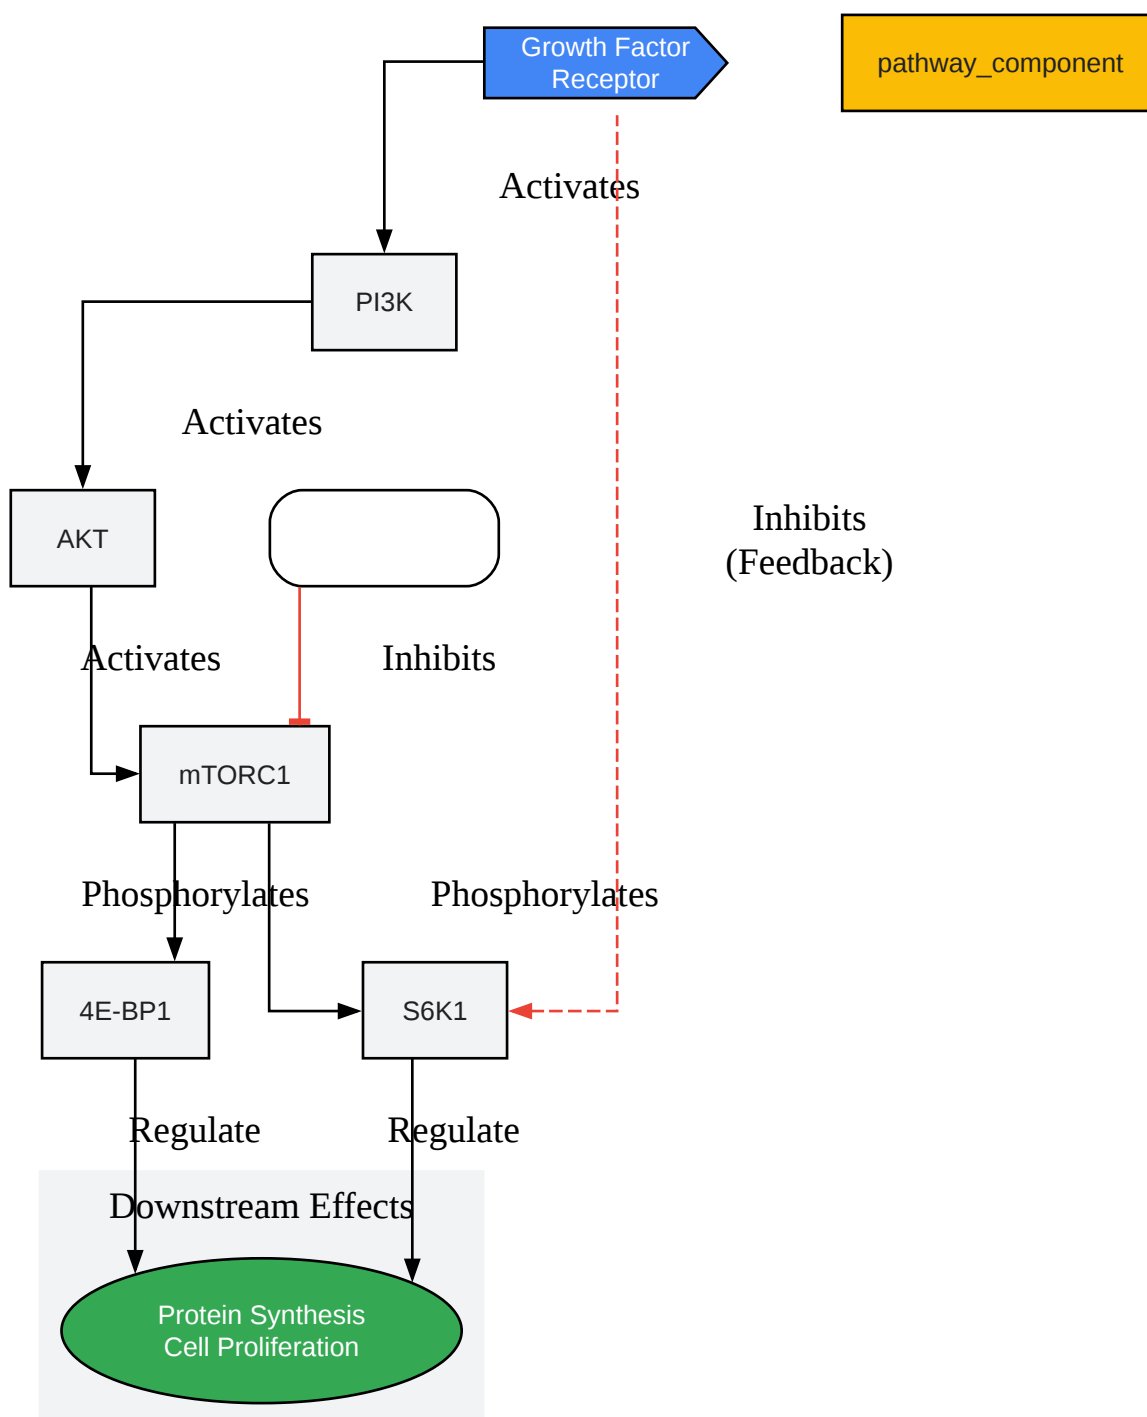 Growth Factor
Receptor
pathway_component
Activates
PI3K
Activates
AKT
Inhibits
(Feedback)
Activates
Inhibits
mTORC1
Phosphorylates
Phosphorylates
4E-BP1
S6K1
Regulate
Regulate
Downstream Effects
Protein Synthesis
Cell Proliferation